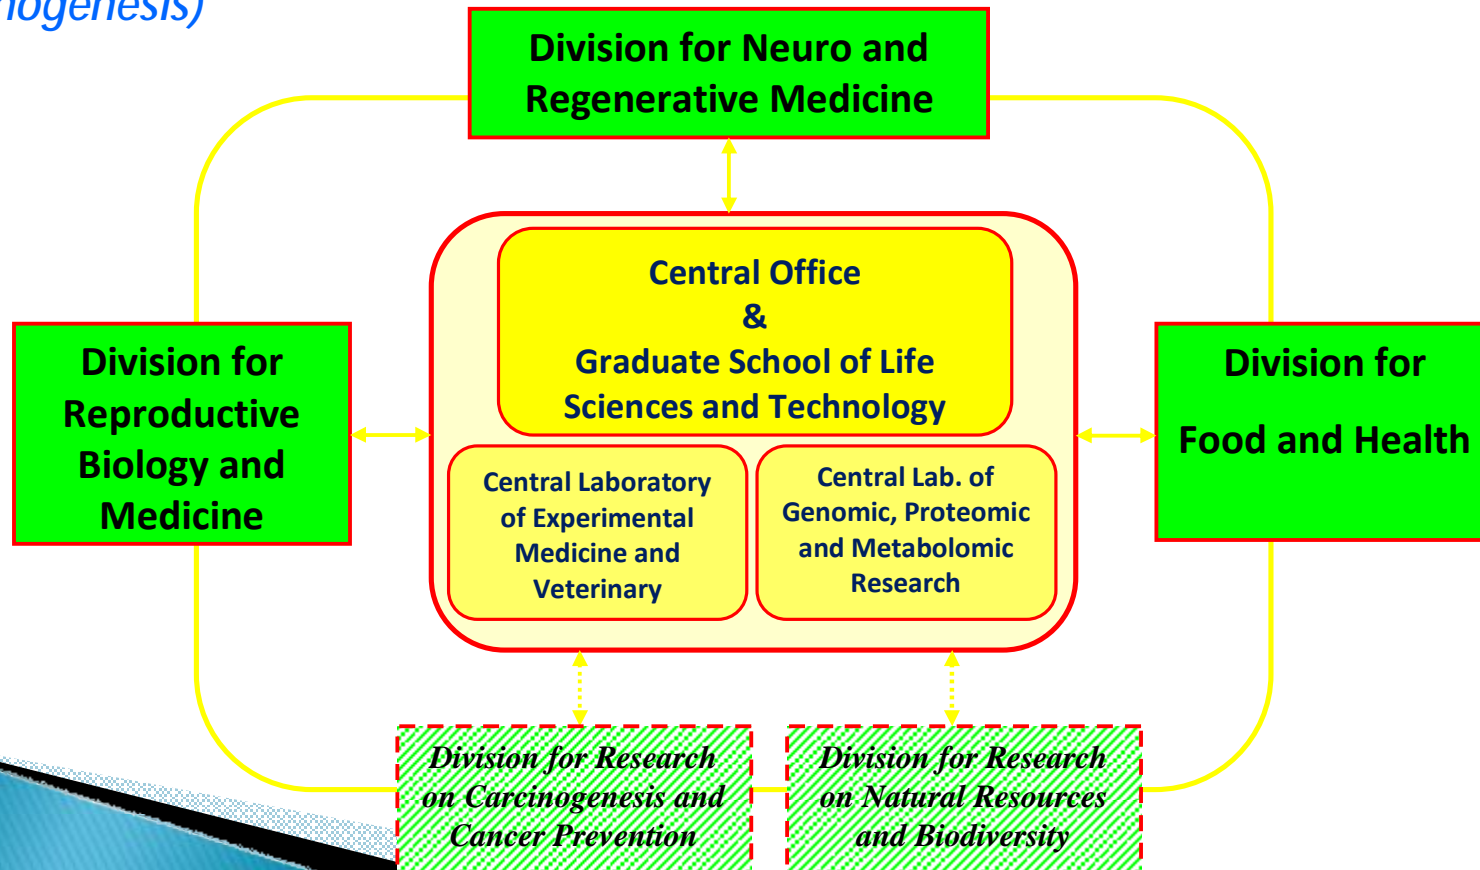 nogenesis)
Division for Neuro and
Regenerative Medicine
Central Office
&
Graduate School of Life
Sciences and Technology
Division for
Reproductive
Biology and
Medicine
Division for
Food and Health
Central Laboratory
of Experimental
Medicine and
Veterinary
Central Lab. of
Genomic, Proteomic
and Metabolomic
Research
Division for Research
on Carcinogenesis and
Cancer Prevention
Division for Research
on Natural Resources
and Biodiversity